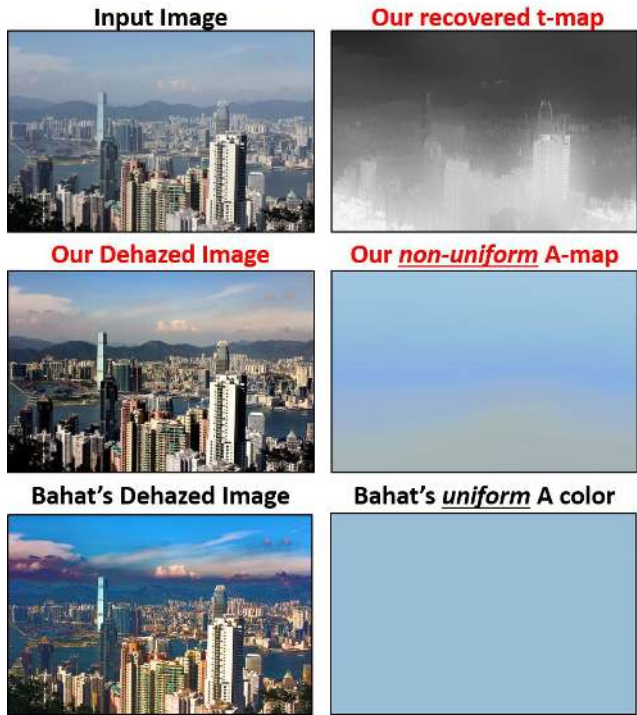 Input Image
Our recovered t-map
Our Dehazed Image
Our non-uniform A-map
Bahat's Dehazed Image
Bahat's uniform A color